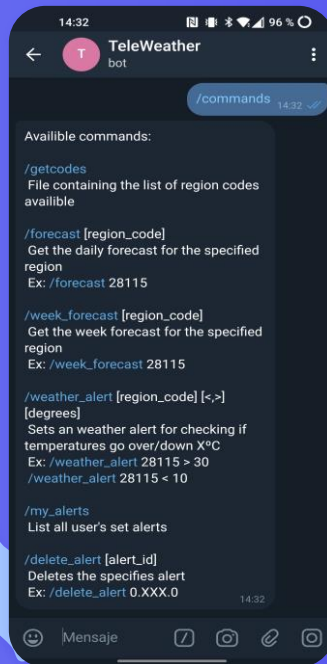 14:32
96 %
T
TeleWeather
bot
/commands
14:32
Availible commands:
/getcodes
File containing the list of region codes
availible
/forecast [region_code]
Get the daily forecast for the specified
region
Ex: /forecast 28115
/week_forecast [region_code]
Get the week forecast for the specified
region
Ex: /week_forecast 28115
/weather_alert [region_code] [<,>]
[degrees]
Sets an weather alert for checking if
temperatures go over/down XºC
Ex: /weather_alert 28115 > 30
/weather_alert 28115 < 10
/my_alerts
List all user's set alerts
/delete_alert [alert_id]
Deletes the specifies alert
Ex: /delete_alert 0.XXX.0
14:32
Mensaje